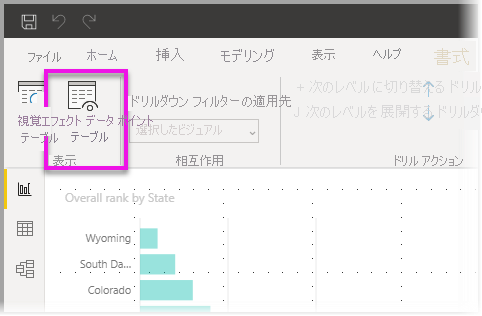 ファイル ホーム 挿入 モデリング 表示 ヘルプ 書式
視覚エフェクト データ ポイント
テーブル テーブル
表示
ドリルダウン フィルターの適用先
選択したビジュアル
相互作用
+ 次のレベルに切り替える ドリル
J 次のレベルを展開する ドリルダ
ドリル アクション
Overall rank by State
Wyoming
South Da...
Colorado